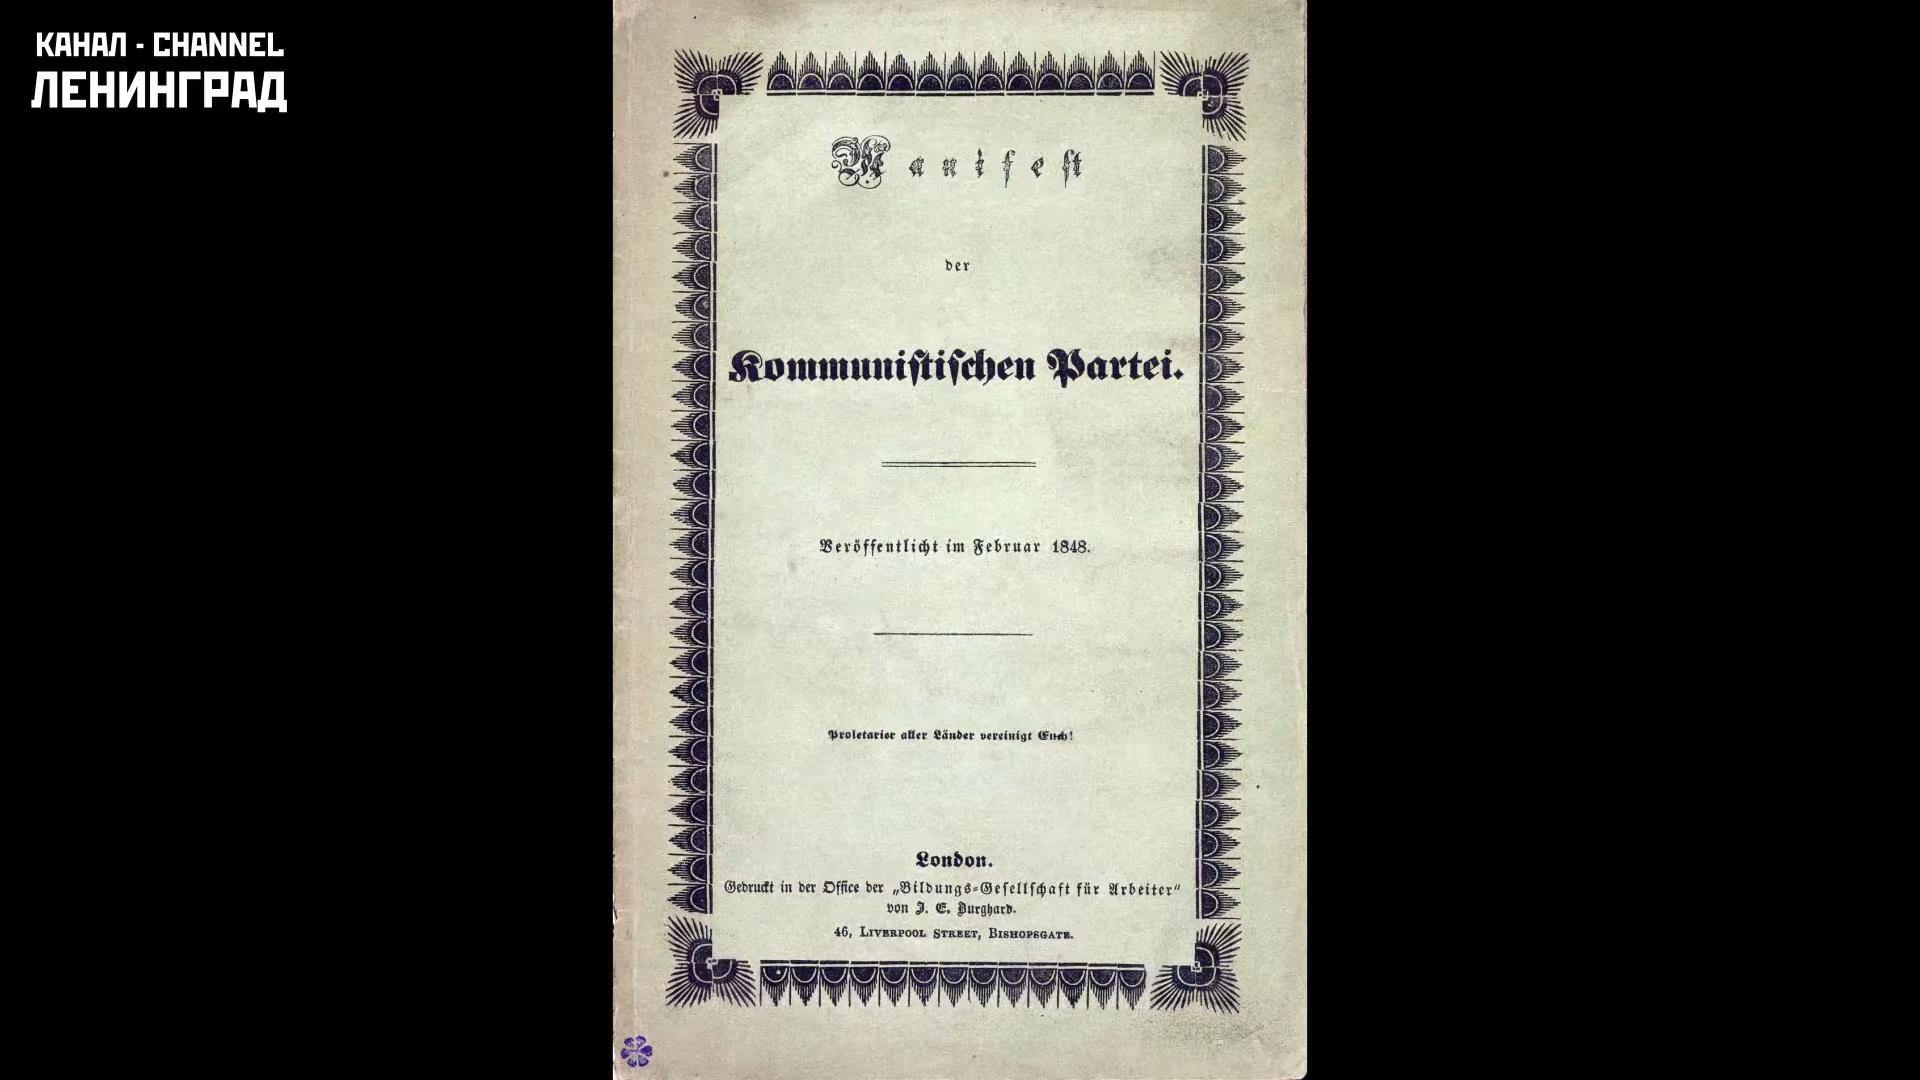 КАНАЛ - CHANNEL
ЛЕНИНГРАД
Manifest
der
Kommunistischen Partei.
Veröffentlicht im Februar 1848.
Proletarier aller Länder vereinigt Euch!
London.
Gedruckt in der Office der „Bildungs-Gesellschaft für Arbeiter“
von J. E. Burghard.
46, LIVERPOOL STREET, BISHOPSGATE.